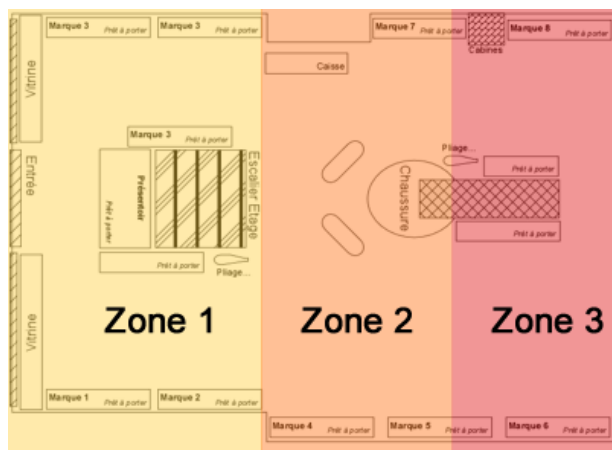 Marque 3
Prêt à porter
Marque 3
Prêt à porter
Marque 7
Prêt à porter
Marque 8
Prêt à porter
Cabines
Vitrine
Caisse
Marque 3
Prêt à porter
Pliage...
Prêt à porter
Entrée
Présentoir
Prêt à porter
Escalier Etage
Chaussure
Prêt à porter
Prêt à porter
Pliage...
Vitrine
Zone 1
Zone 2
Zone 3
Marque 1
Prêt à porter
Marque 2
Prêt à porter
Marque 4
Prêt à porter
Marque 5
Prêt à porter
Marque 6
Prêt à porter